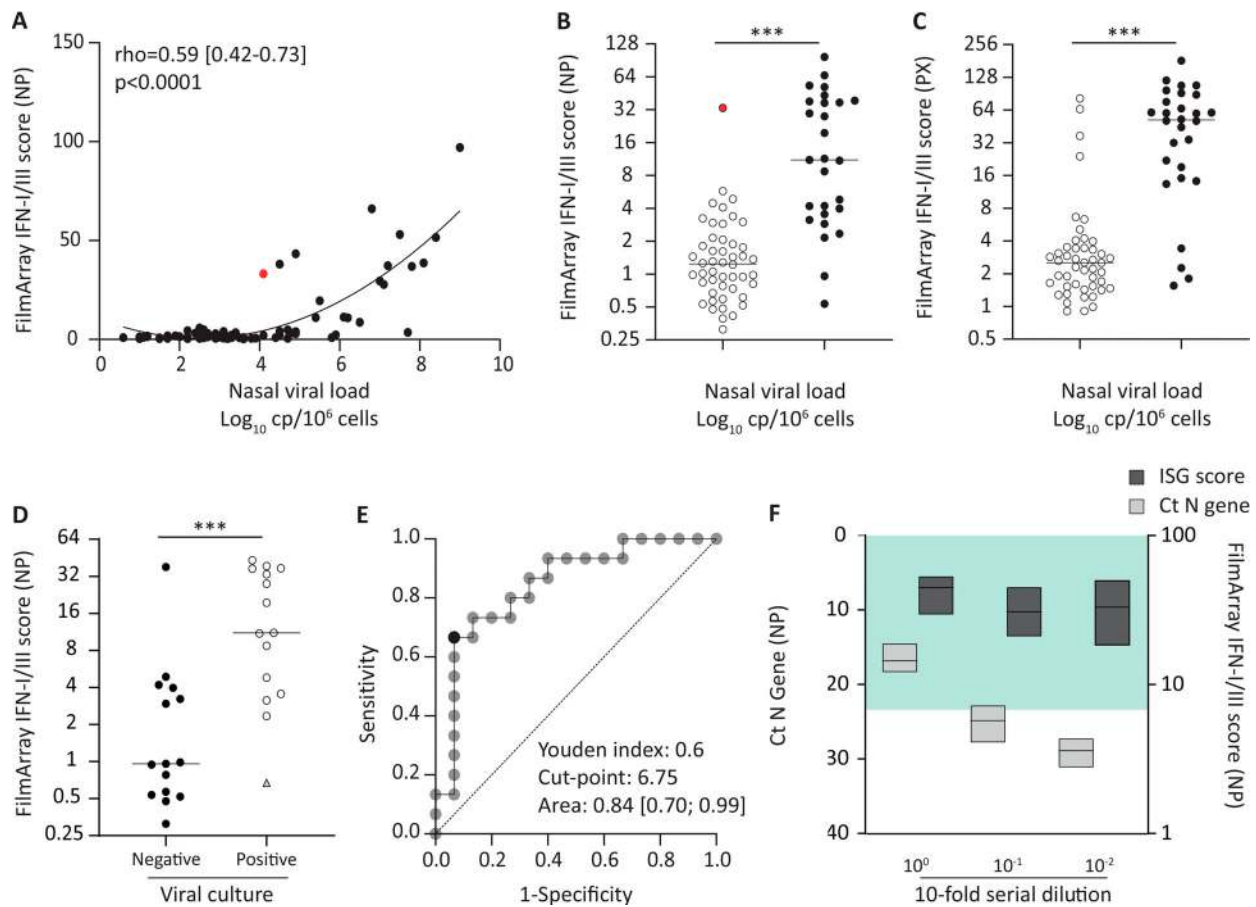 A
150
100
50
0
0
2
4
6
8
10
rho=0.59 [0.42-0.73]
p<0.0001
FilmArray IFN-I/III score (NP)
Nasal viral load
Log10 cp/10⁶ cells
B
***
128
64
32
16
8
4
2
1
0.5
0.25
FilmArray IFN-I/III score (NP)
Nasal viral load
Log10 cp/10⁶ cells
C
***
256
128
64
32
16
8
4
2
1
0.5
FilmArray IFN-I/III score (PX)
Nasal viral load
Log10 cp/10⁶ cells
D
***
64
32
16
8
4
2
1
0.5
0.25
FilmArray IFN-I/III score (NP)
Negative
Positive
Viral culture
E
1.0
0.8
0.6
0.4
0.2
0.0
Sensitivity
Youden index: 0.6
Cut-point: 6.75
Area: 0.84 [0.70; 0.99]
0.0
0.2
0.4
0.6
0.8
1.0
1-Specificity
F
ISG score
Ct N gene
0
10
20
30
40
Ct N Gene (NP)
100
10
1
FilmArray IFN-I/III score
(NP)
10⁰
10⁻¹
10⁻²
10-fold serial dilution